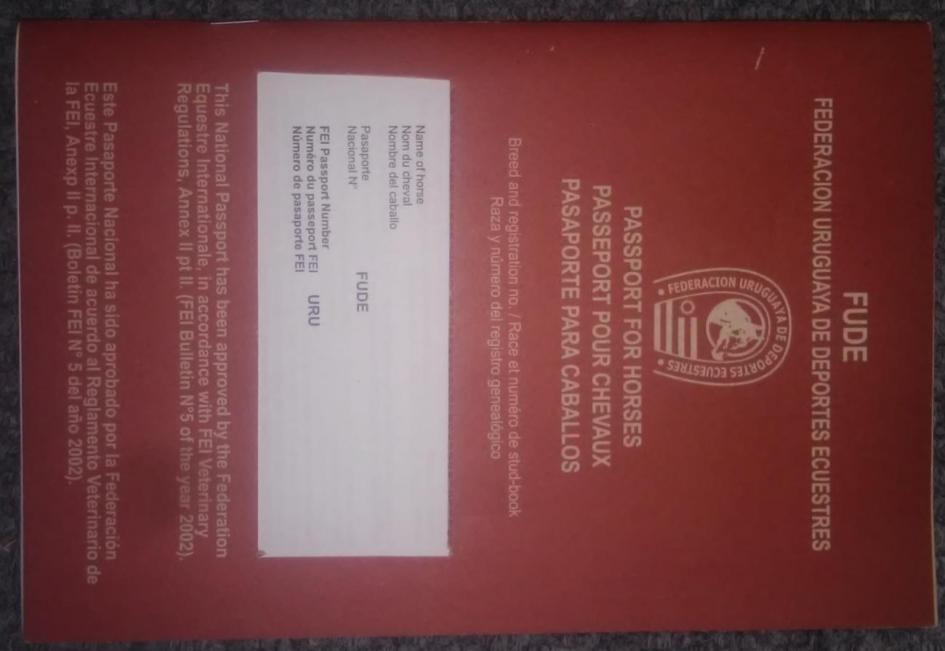 FUDE
FEDERACION URUGUAYA DE DEPORTES ECUESTRES
FEDERACION URUGUAYA DE DEPORTES ECUESTRES
PASSPORT FOR HORSES
PASSEPORT POUR CHEVAUX
PASAPORTE PARA CABALLOS
Breed and registration no. / Race et numéro de stud-book
Raza y número del registro genealógico
Name of horse
Nom du cheval
Nombre del caballo
Pasaporte
Nacional N° FUDE
FEI Passport Number
Numéro du passeport FEI URU
Número de pasaporte FEI
This National Passport has been approved by the Federation
Equestre Internationale, in accordance with FEI Veterinary
Regulations, Annex II pt II. (FEI Bulletin N°5 of the year 2002).
Este Pasaporte Nacional ha sido aprobado por la Federación
Ecuestre Internacional de acuerdo al Reglamento Veterinario de
la FEI, Anexp II p. II. (Boletín FEI N° 5 del año 2002).